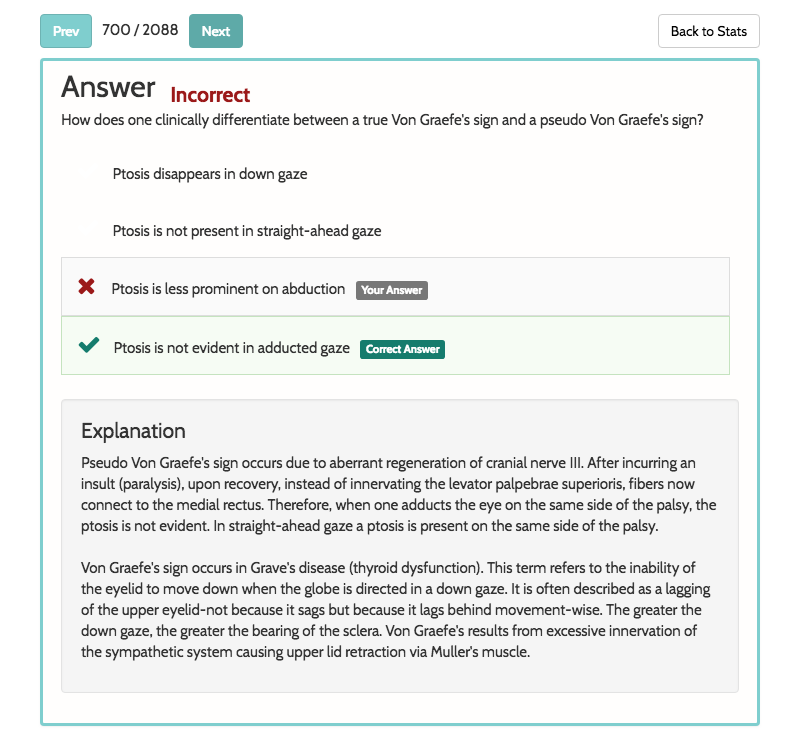 Prev 700 / 2088 Next Back to Stats
Answer Incorrect
How does one clinically differentiate between a true Von Graefe's sign and a pseudo Von Graefe's sign?
Ptosis disappears in down gaze
Ptosis is not present in straight-ahead gaze
Ptosis is less prominent on abduction Your Answer
Ptosis is not evident in adducted gaze Correct Answer
Explanation
Pseudo Von Graefe's sign occurs due to aberrant regeneration of cranial nerve III. After incurring an
insult (paralysis), upon recovery, instead of innervating the levator palpebrae superioris, fibers now
connect to the medial rectus. Therefore, when one adducts the eye on the same side of the palsy, the
ptosis is not evident. In straight-ahead gaze a ptosis is present on the same side of the palsy.
Von Graefe's sign occurs in Grave's disease (thyroid dysfunction). This term refers to the inability of
the eyelid to move down when the globe is directed in a down gaze. It is often described as a lagging
of the upper eyelid-not because it sags but because it lags behind movement-wise. The greater the
down gaze, the greater the bearing of the sclera. Von Graefe's results from excessive innervation of
the sympathetic system causing upper lid retraction via Muller's muscle.